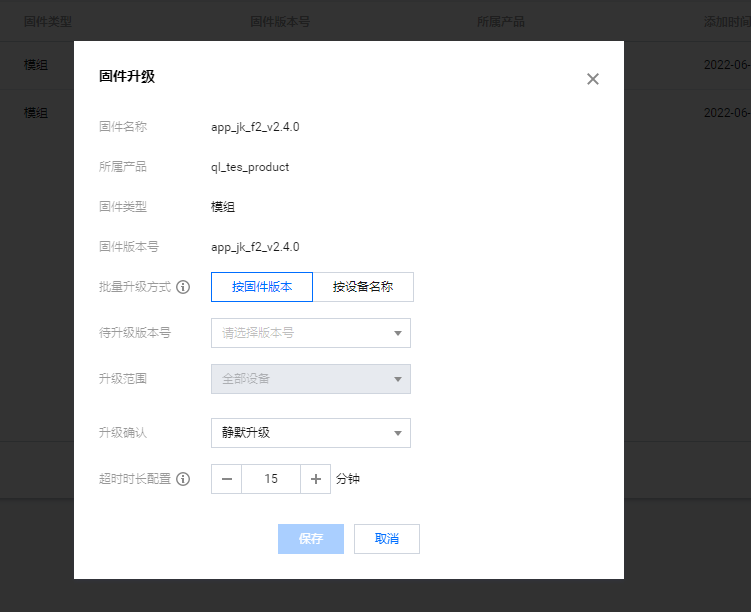 固件类型 固件版本号 所属产品 添加时间
模组 2022-06-
模组 2022-06-
固件升级
固件名称 app_jk_f2_v2.4.0
所属产品 ql_tes_product
固件类型 模组
固件版本号 app_jk_f2_v2.4.0
批量升级方式 按固件版本 按设备名称
待升级版本号 请选择版本号
升级范围 全部设备
升级确认 静默升级
超时时长配置 15 分钟
保存 取消